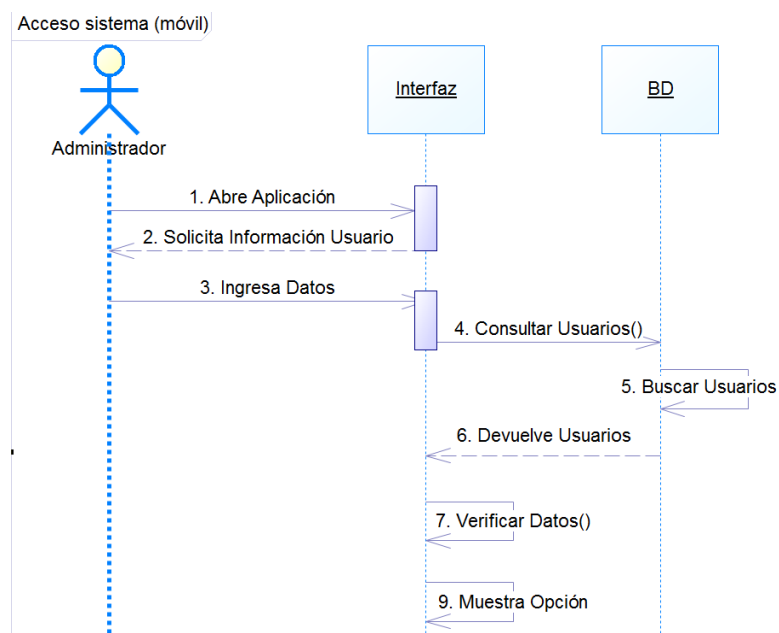 Acceso sistema (móvil)
Interfaz
BD
Administrador
1. Abre Aplicación
2. Solicita Información Usuario
3. Ingresa Datos
4. Consultar Usuarios()
5. Buscar Usuarios
6. Devuelve Usuarios
7. Verificar Datos()
9. Muestra Opción